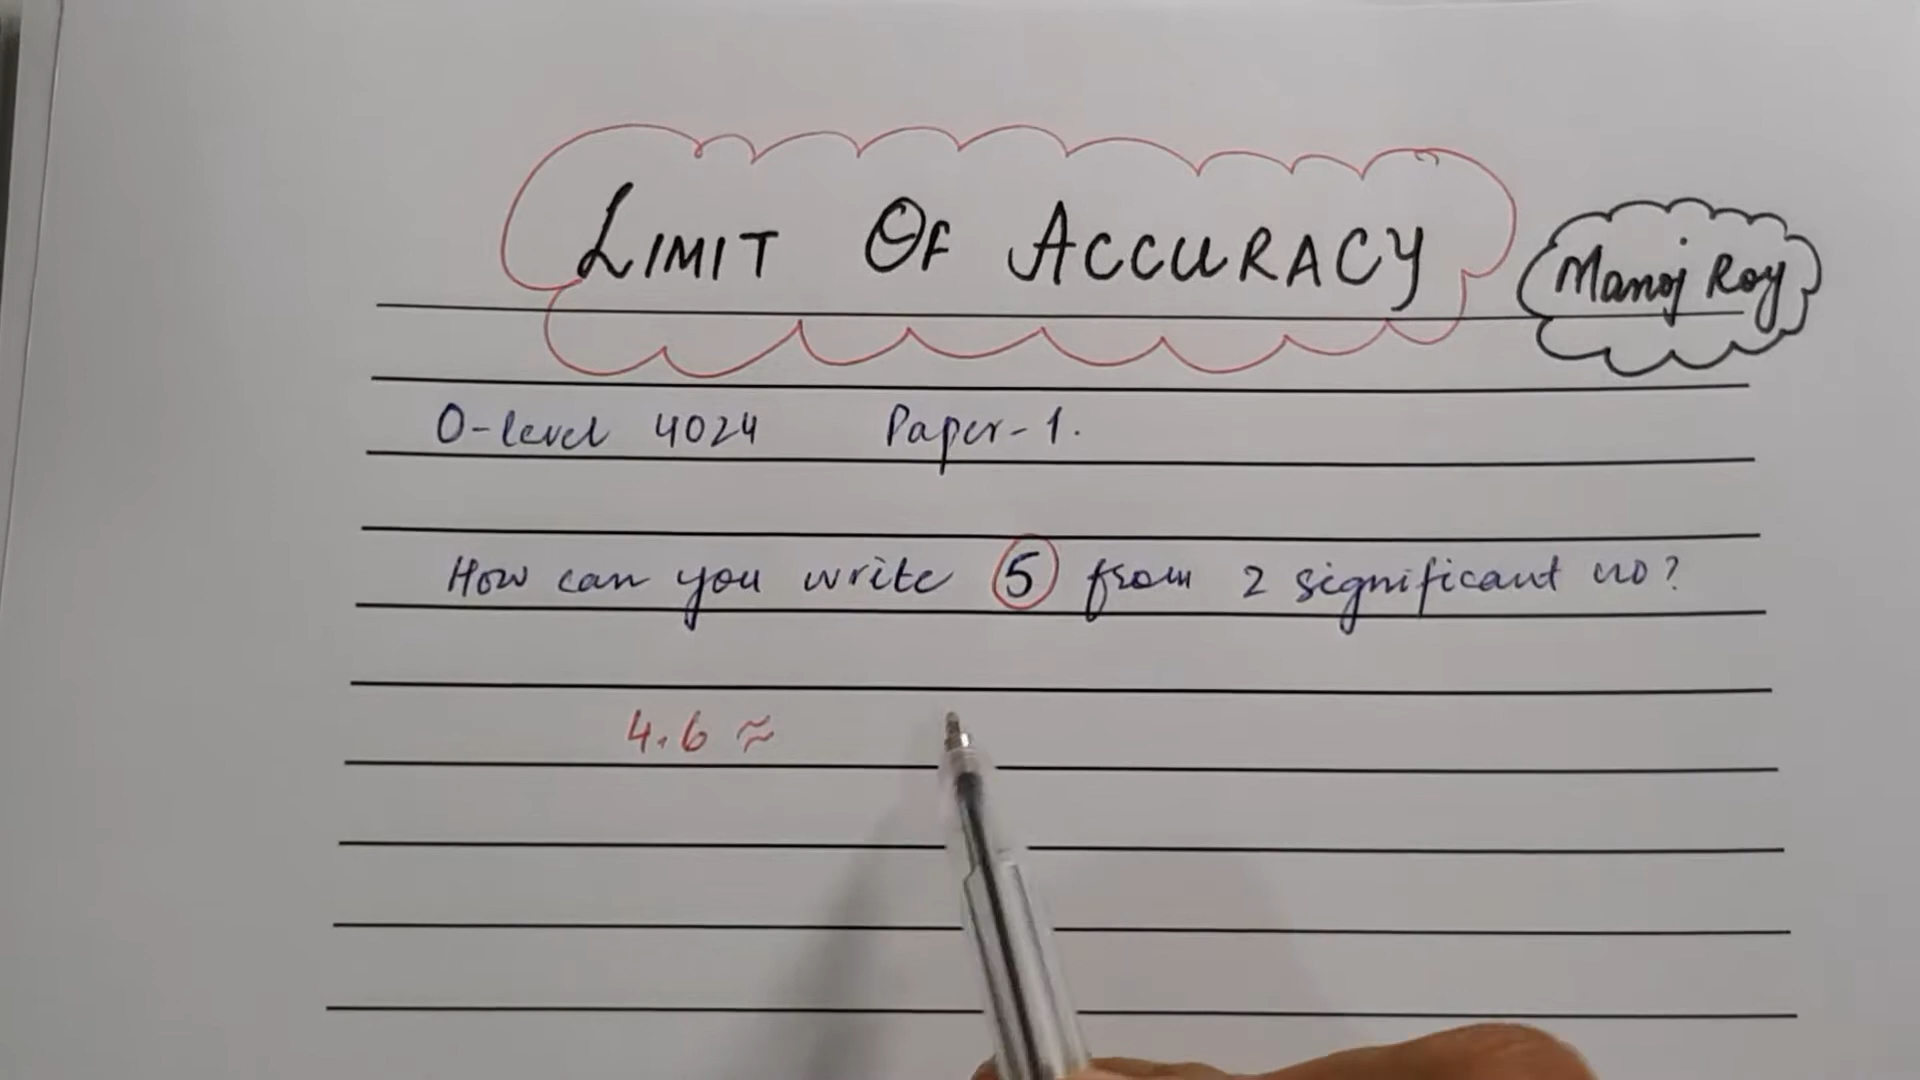 LIMIT OF ACCURACY
Manoj Roy
O-level 4024 Paper-1.
How can you write 5 from 2 significant no?
4.6 ≈